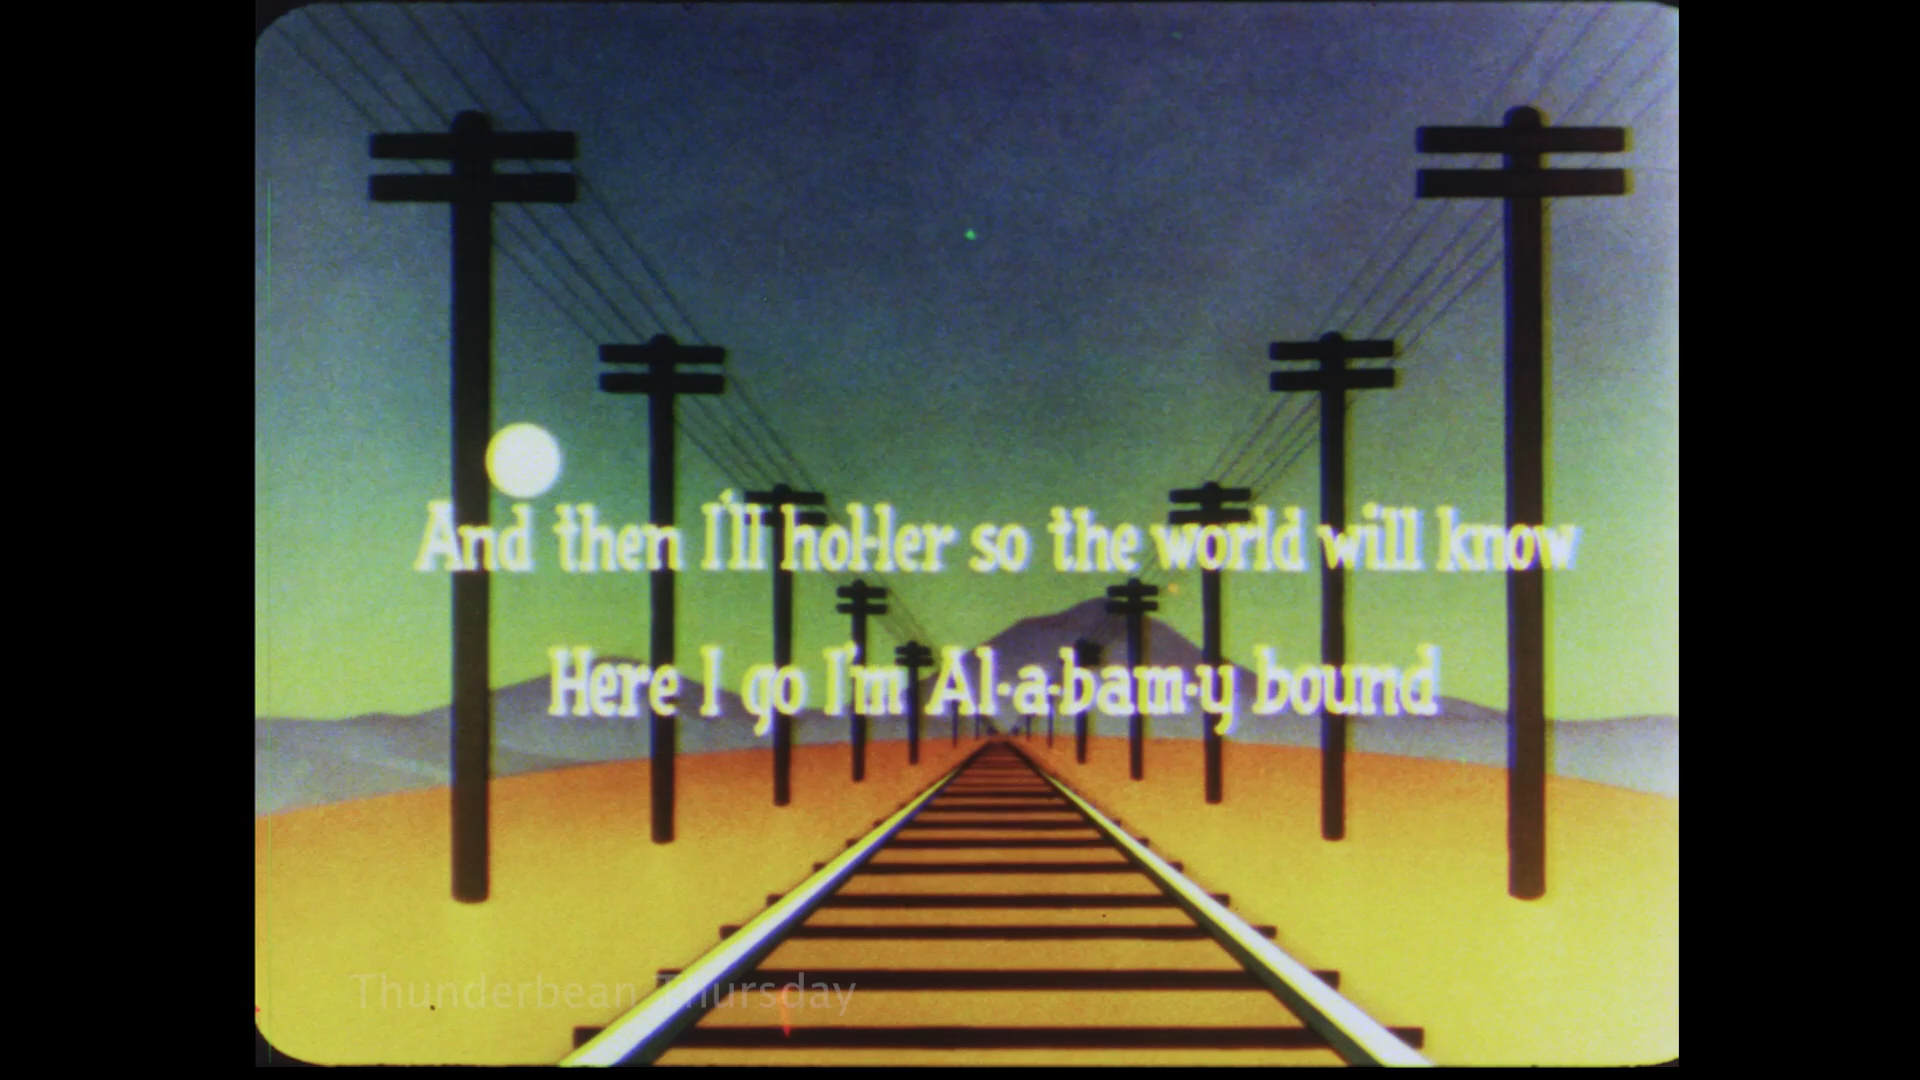 And then I'll hol-ler so the world will know
Here I go I'm Al-a-bam-y bound
Thunderbean Thursday